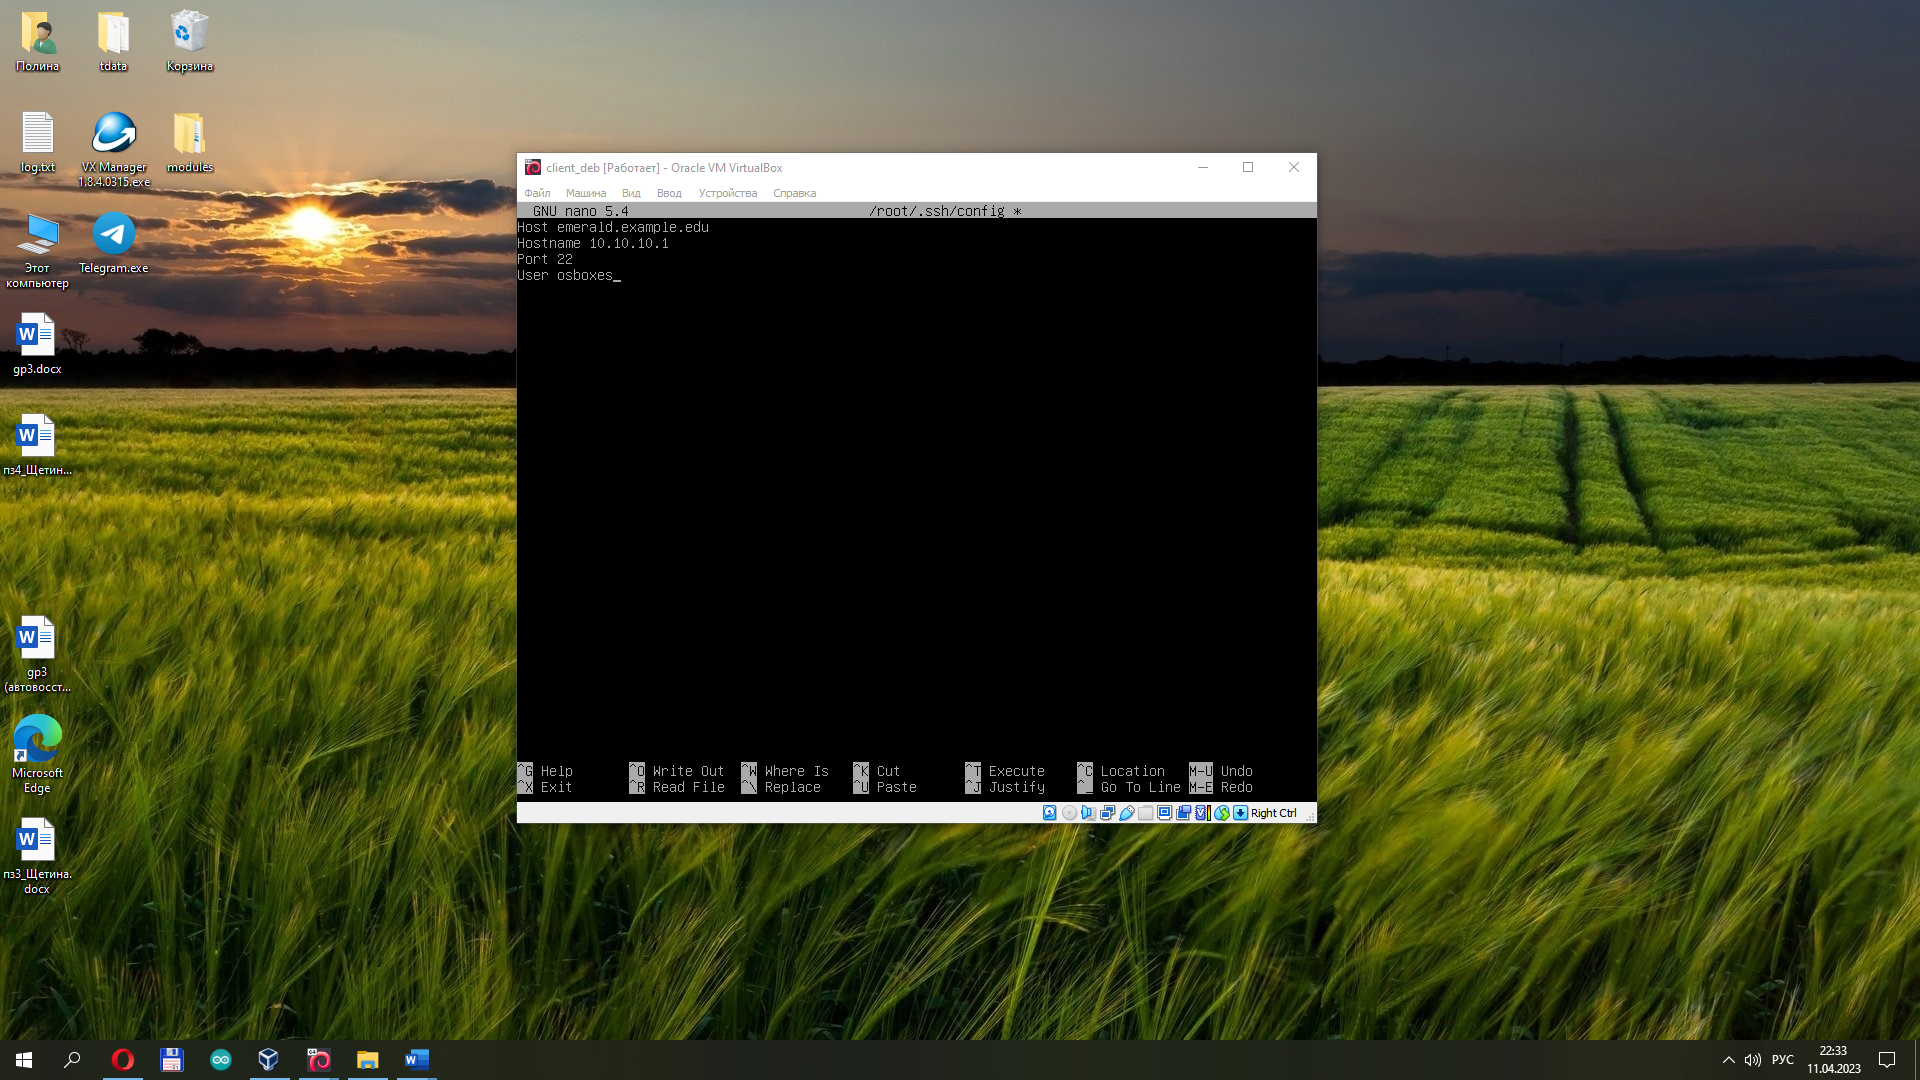 Полина
tdata
Корзина
log.txt
VX Manager
1.8.4.0315.exe
modules
Этот
компьютер
Telegram.exe
gp3.docx
пз4_Щетин...
gp3
(автовосст...
Microsoft
Edge
пз3_Щетина.
docx
client_deb [Работает] - Oracle VM VirtualBox
Файл Машина Вид Ввод Устройства Справка
GNU nano 5.4 /root/.ssh/config *
Host emerald.example.edu
Hostname 10.10.10.1
Port 22
User osboxes_
^G Help ^O Write Out ^W Where Is ^K Cut ^T Execute ^C Location M-U Undo
^X Exit ^R Read File ^\ Replace ^U Paste ^J Justify ^_ Go To Line M-E Redo
Right Ctrl
РУС
22:33
11.04.2023